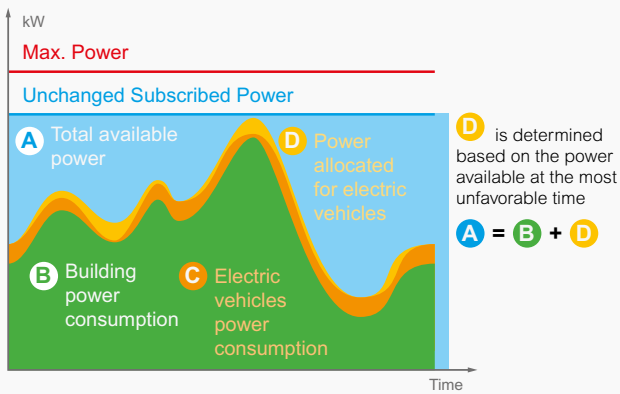 kW
Max. Power
Unchanged Subscribed Power
A Total available
power
D Power
allocated
for electric
vehicles
B Building
power
consumption
C Electric
vehicles
power
consumption
Time
D is determined
based on the power
available at the most
unfavorable time
A = B + D